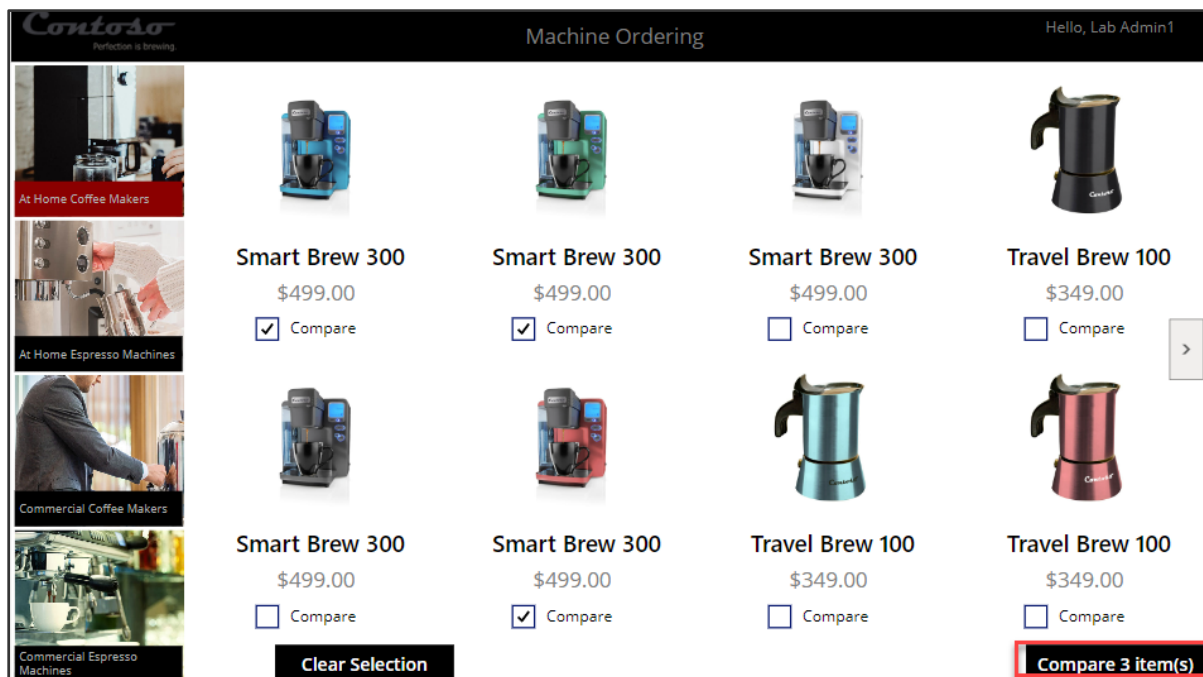 Contoso
Perfection is brewing.
Machine Ordering
Hello, Lab Admin1
At Home Coffee Makers
At Home Espresso Machines
Commercial Coffee Makers
Commercial Espresso
Machines
Smart Brew 300
$499.00
Compare
Smart Brew 300
$499.00
Compare
Smart Brew 300
$499.00
Compare
Contoso
Travel Brew 100
$349.00
Compare
Smart Brew 300
$499.00
Compare
Smart Brew 300
$499.00
Compare
Contoso
Travel Brew 100
$349.00
Compare
Contoso
Travel Brew 100
$349.00
Compare
Clear Selection
Compare 3 item(s)